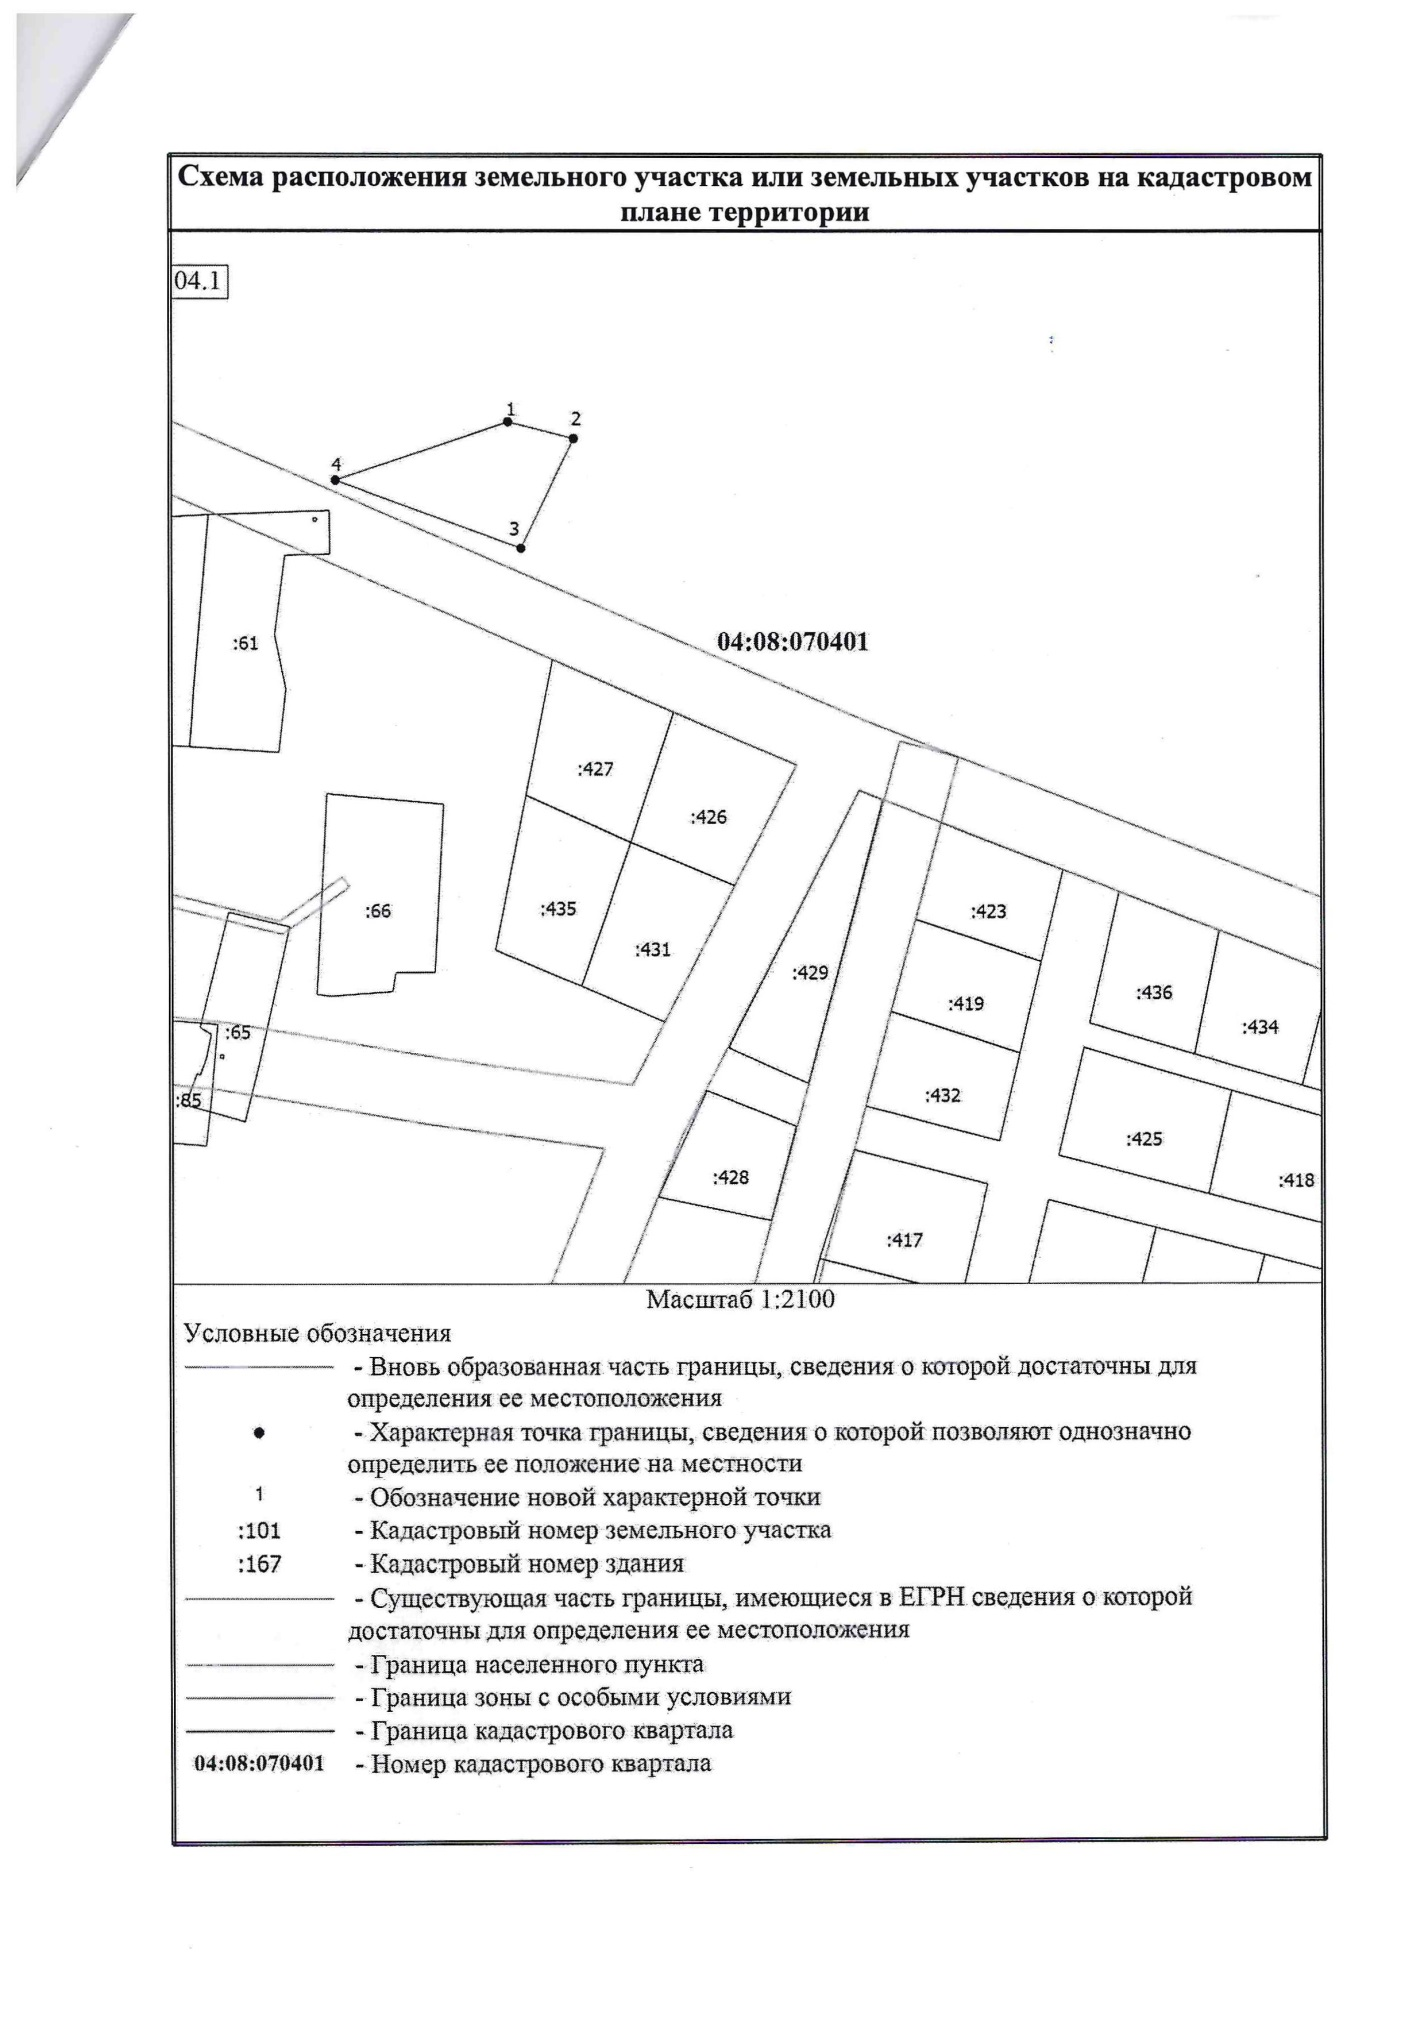 Схема расположения земельного участка или земельных участков на кадастровом
плане территории
04.1
1
2
4
3
:61
04:08:070401
:427
:426
:66
:435
:431
:423
:429
:436
:419
:434
:65
:85
:432
:425
:428
:418
:417
Масштаб 1:2100
Условные обозначения
- Вновь образованная часть границы, сведения о которой достаточны для
определения ее местоположения
- Характерная точка границы, сведения о которой позволяют однозначно
определить ее положение на местности
1 - Обозначение новой характерной точки
:101 - Кадастровый номер земельного участка
:167 - Кадастровый номер здания
- Существующая часть границы, имеющиеся в ЕГРН сведения о которой
достаточны для определения ее местоположения
- Граница населенного пункта
- Граница зоны с особыми условиями
- Граница кадастрового квартала
04:08:070401 - Номер кадастрового квартала